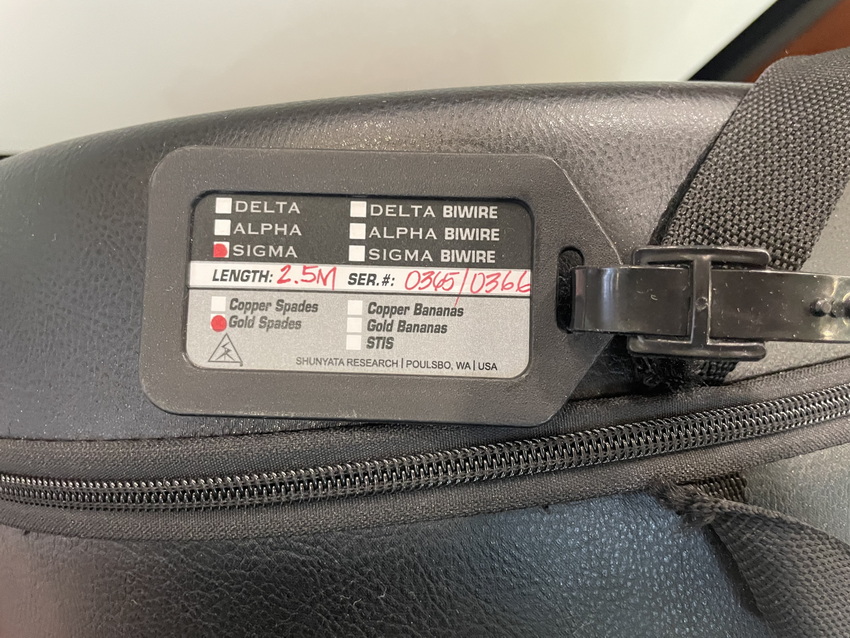 DELTA DELTA BIWIRE
ALPHA ALPHA BIWIRE
SIGMA SIGMA BIWIRE
LENGTH: 2.5M SER.#: 0365/0366
Copper Spades Copper Bananas
Gold Spades Gold Bananas
STIS
SHUNYATA RESEARCH | POULSBO, WA | USA